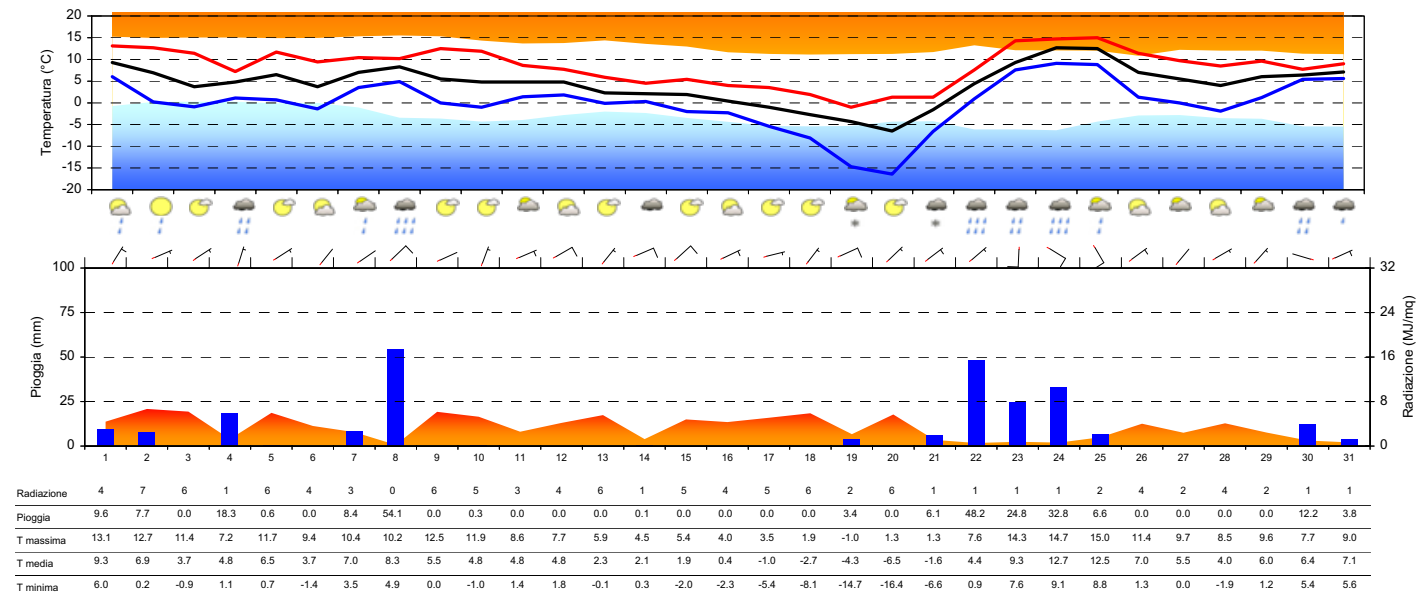 20
15
10
5
0
-5
-10
-15
-20
Temperatura (°C)
100
75
50
25
0
Pioggia (mm)
32
24
16
8
0
Radiazione (MJ/mq)
1 2 3 4 5 6 7 8 9 10 11 12 13 14 15 16 17 18 19 20 21 22 23 24 25 26 27 28 29 30 31
Radiazione 4 7 6 1 6 4 3 0 6 5 3 4 6 1 5 4 5 6 2 6 1 1 1 1 2 4 2 4 2 1 1
Pioggia 9.6 7.7 0.0 18.3 0.6 0.0 8.4 54.1 0.0 0.3 0.0 0.0 0.0 0.1 0.0 0.0 0.0 0.0 3.4 0.0 6.1 48.2 24.8 32.8 6.6 0.0 0.0 0.0 0.0 12.2 3.8
T massima 13.1 12.7 11.4 7.2 11.7 9.4 10.4 10.2 12.5 11.9 8.6 7.7 5.9 4.5 5.4 4.0 3.5 1.9 -1.0 1.3 1.3 7.6 14.3 14.7 15.0 11.4 9.7 8.5 9.6 7.7 9.0
T media 9.3 6.9 3.7 4.8 6.5 3.7 7.0 8.3 5.5 4.8 4.8 4.8 2.3 2.1 1.9 0.4 -1.0 -2.7 -4.3 -6.5 -1.6 4.4 9.3 12.7 12.5 7.0 5.5 4.0 6.0 6.4 7.1
T minima 6.0 0.2 -0.9 1.1 0.7 -1.4 3.5 4.9 0.0 -1.0 1.4 1.8 -0.1 0.3 -2.0 -2.3 -5.4 -8.1 -14.7 -16.4 -6.6 0.9 7.6 9.1 8.8 1.3 0.0 -1.9 1.2 5.4 5.6